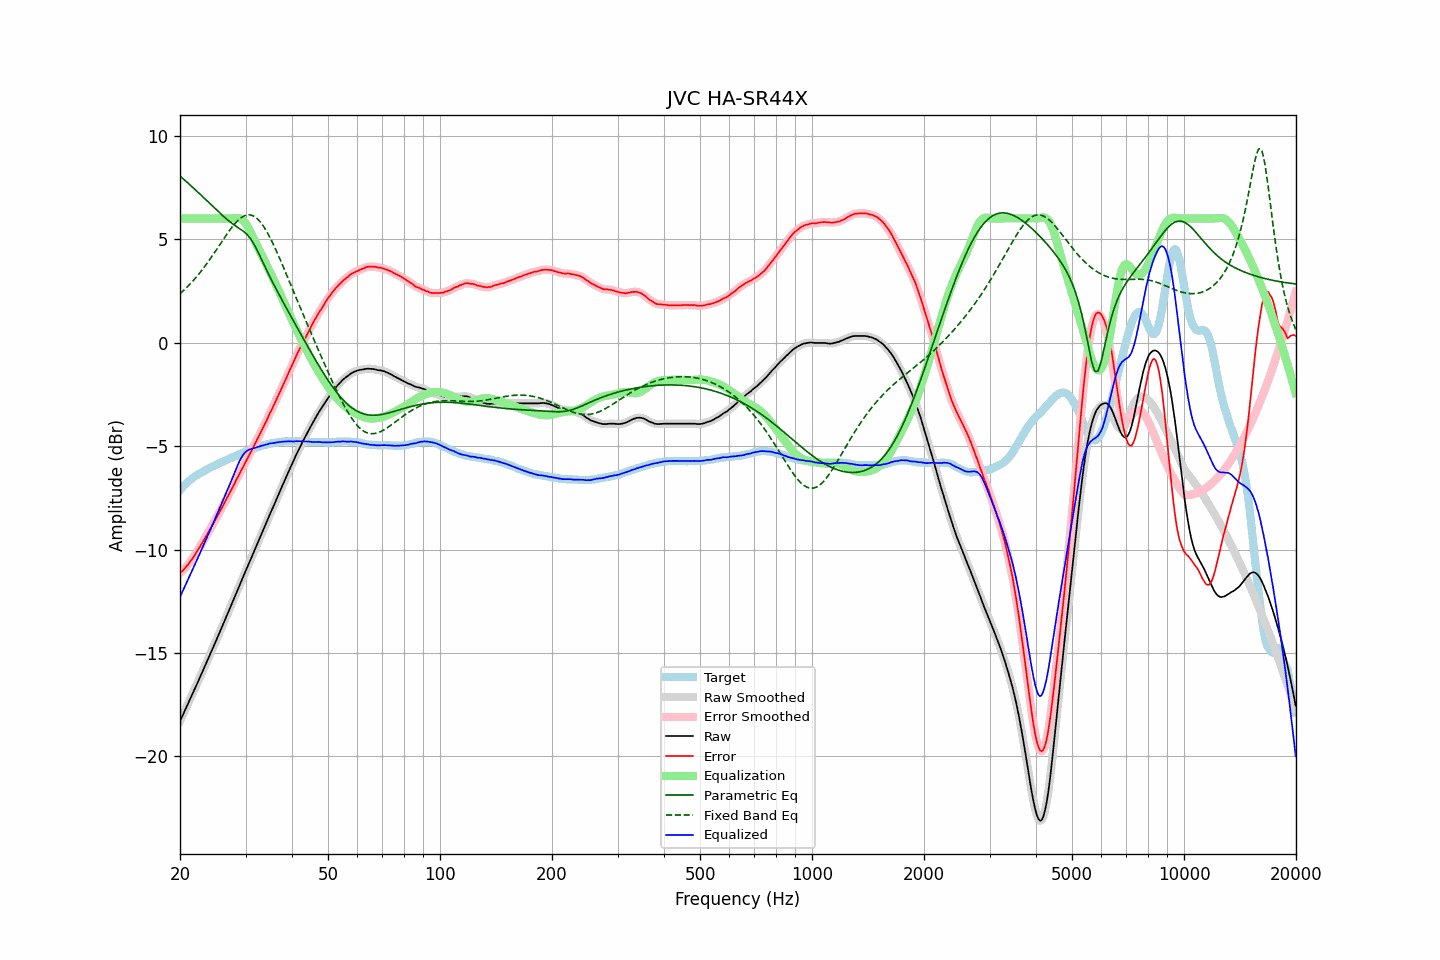 JVC HA-SR44X
Amplitude (dBr)
10
5
0
−5
−10
−15
−20
Target
Raw Smoothed
Error Smoothed
Raw
Error
Equalization
Parametric Eq
Fixed Band Eq
Equalized
20
50
100
200
500
1000
2000
5000
10000
20000
Frequency (Hz)